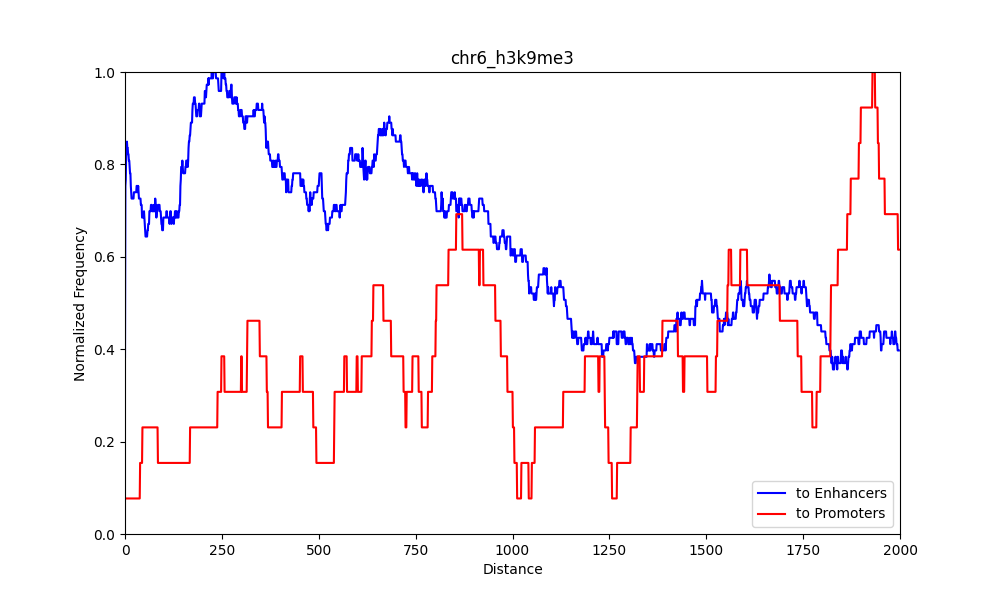 chr6_h3k9me3
1.0
0.8
0.6
0.4
0.2
0.0
Normalized Frequency
0 250 500 750 1000 1250 1500 1750 2000
Distance
to Enhancers
to Promoters